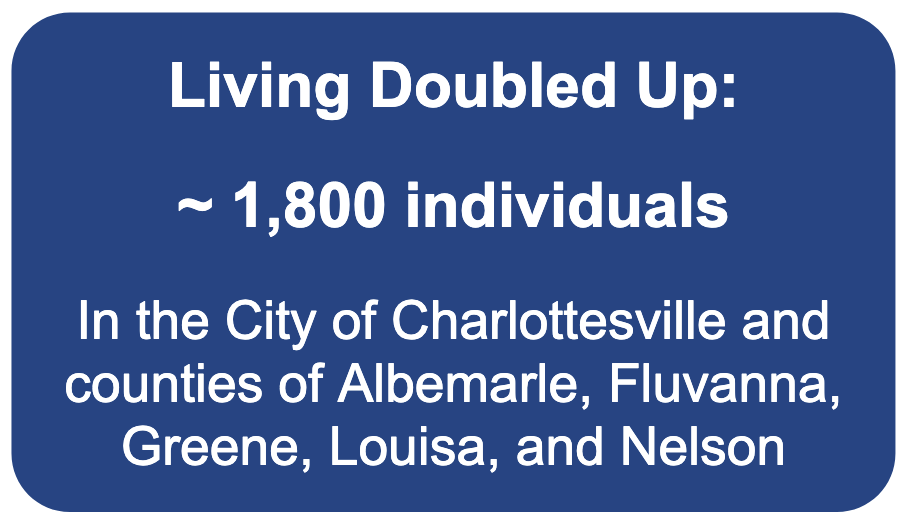 Living Doubled Up:
~ 1,800 individuals
In the City of Charlottesville and
counties of Albemarle, Fluvanna,
Greene, Louisa, and Nelson